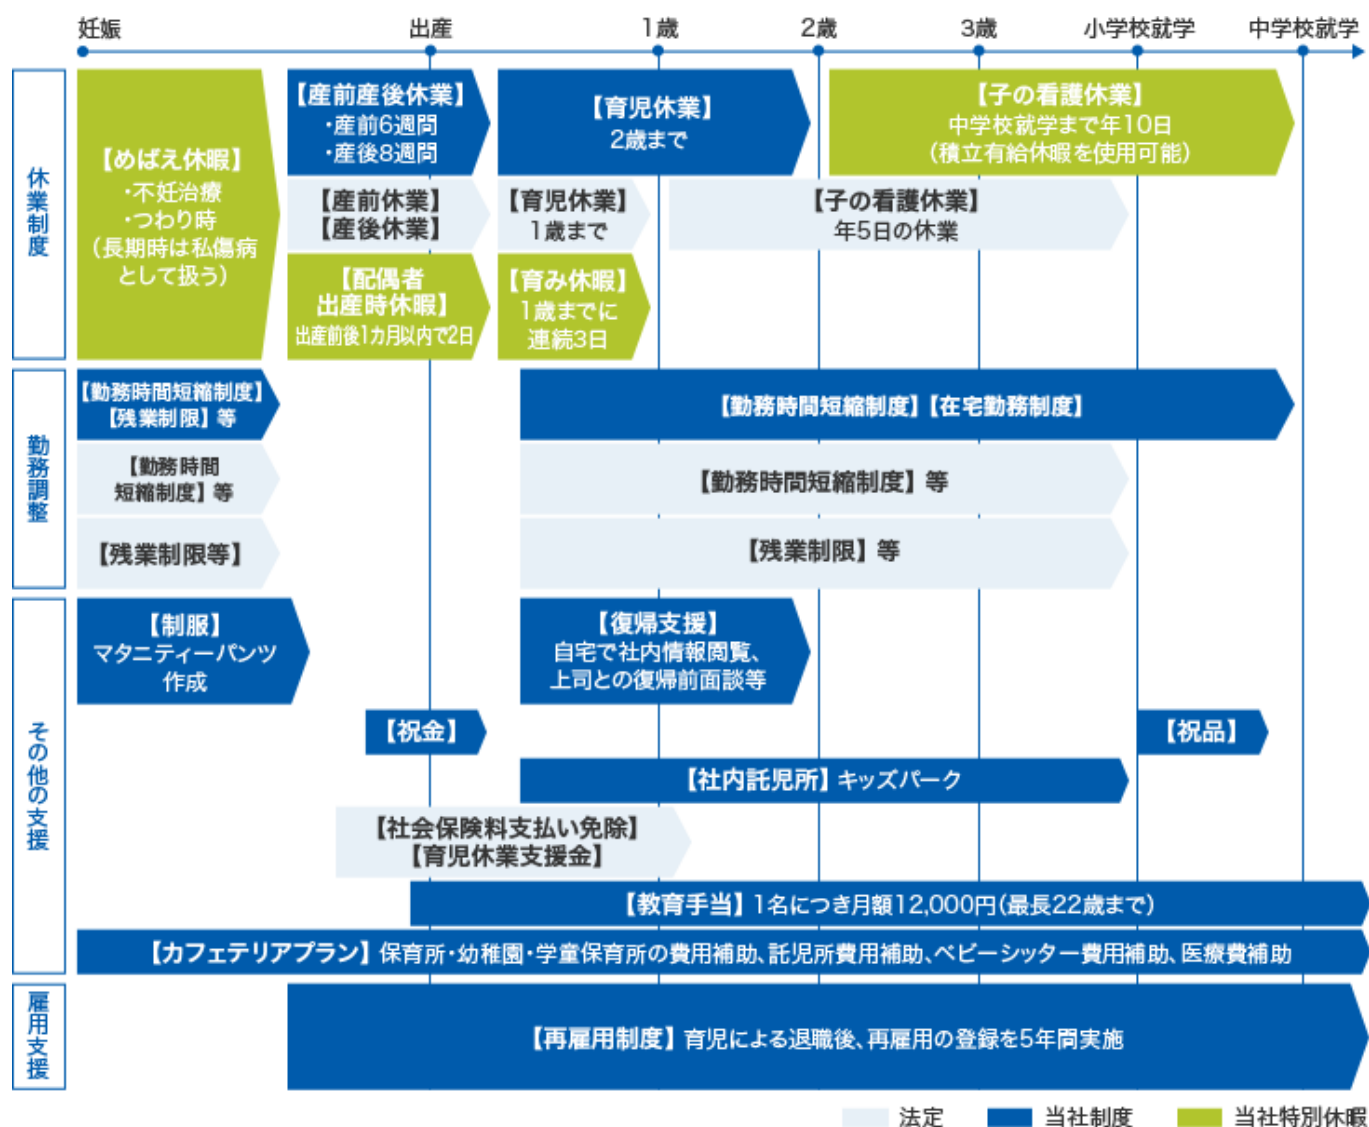 妊娠
出産
1歳
2歳
3歳
小学校就学
中学校就学
休業制度
【めばえ休暇】
・不妊治療
・つわり時
（長期時は私傷病
として扱う）
【産前産後休業】
・産前6週間
・産後8週間
【育児休業】
2歳まで
【子の看護休業】
中学校就学まで年10日
（積立有給休暇を使用可能）
【産前休業】
【産後休業】
【育児休業】
1歳まで
【子の看護休業】
年5日の休業
【配偶者
出産時休暇】
出産前後1カ月以内で2日
【育み休暇】
1歳までに
連続3日
勤務調整
【勤務時間短縮制度】
【残業制限】等
【勤務時間短縮制度】【在宅勤務制度】
【勤務時間
短縮制度】等
【勤務時間短縮制度】等
【残業制限等】
【残業制限】等
その他の支援
【制服】
マタニティーパンツ
作成
【復帰支援】
自宅で社内情報閲覧、
上司との復帰前面談等
【祝金】
【祝品】
【社内託児所】キッズパーク
【社会保険料支払い免除】
【育児休業支援金】
【教育手当】1名につき月額12,000円（最長22歳まで）
【カフェテリアプラン】保育所・幼稚園・学童保育所の費用補助、託児所費用補助、ベビーシッター費用補助、医療費補助
雇用支援
【再雇用制度】育児による退職後、再雇用の登録を5年間実施
法定
当社制度
当社特別休暇